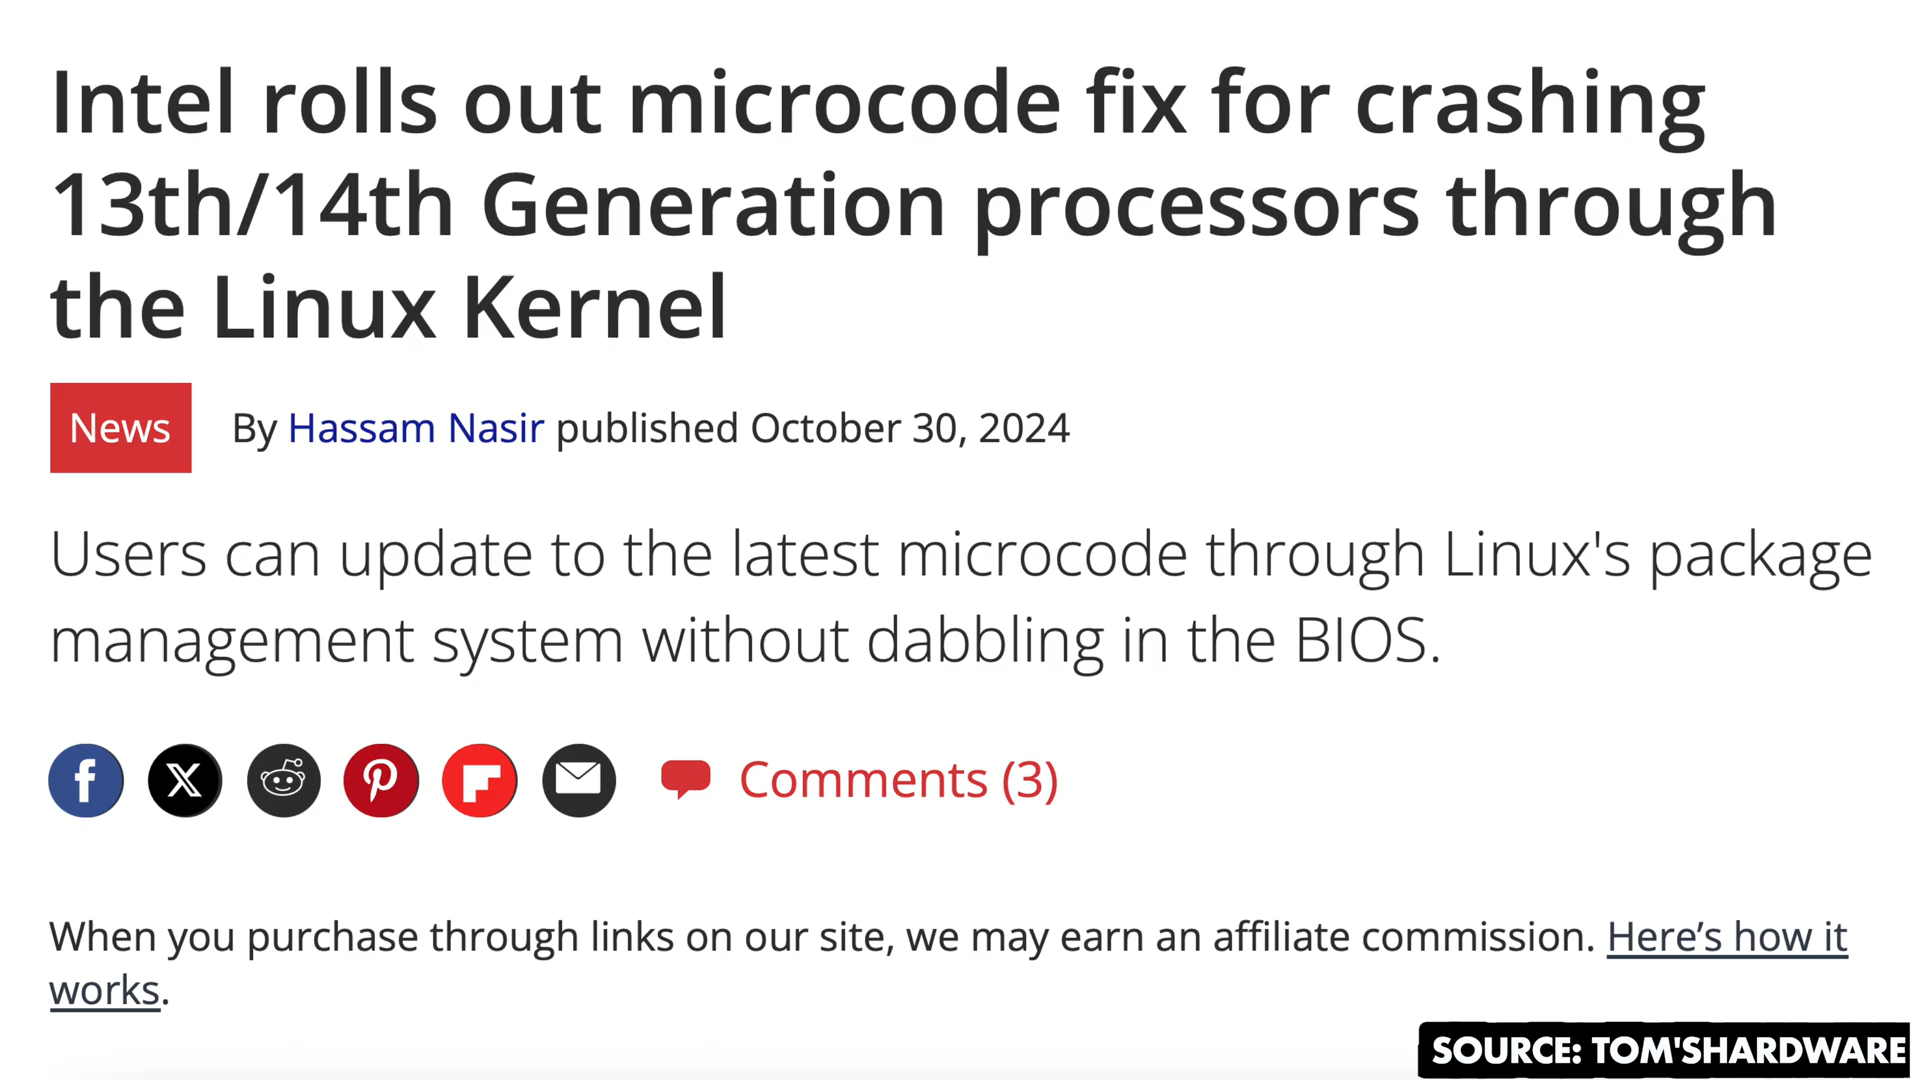 Intel rolls out microcode fix for crashing
13th/14th Generation processors through
the Linux Kernel
News By Hassam Nasir published October 30, 2024
Users can update to the latest microcode through Linux's package
management system without dabbling in the BIOS.
Comments (3)
When you purchase through links on our site, we may earn an affiliate commission. Here’s how it
works.
SOURCE: TOM'SHARDWARE